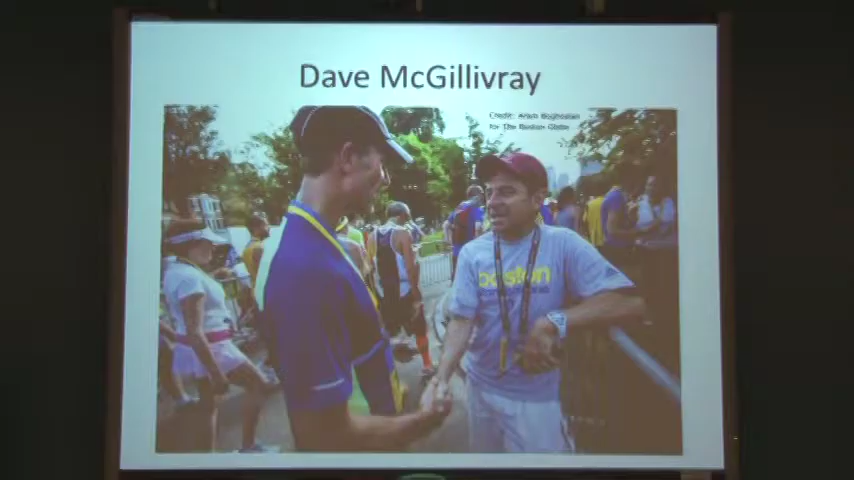 Dave McGillivray
Credit: Aram Boghosian
for The Boston Globe
boston